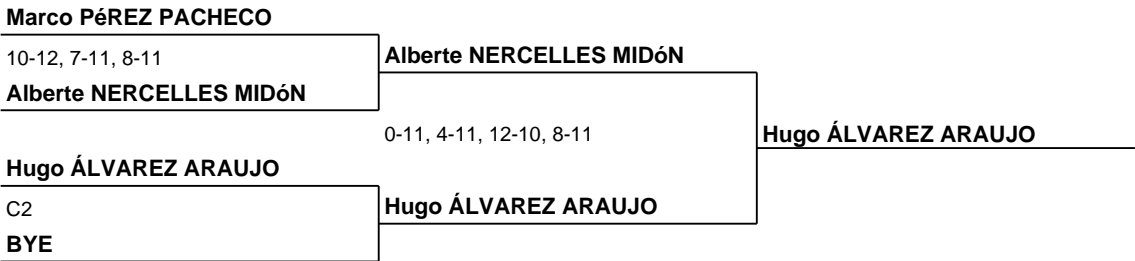 Marco PéREZ PACHECO
10-12, 7-11, 8-11
Alberte NERCELLES MIDóN
Alberte NERCELLES MIDóN
0-11, 4-11, 12-10, 8-11
Hugo ÁLVAREZ ARAUJO
Hugo ÁLVAREZ ARAUJO
C2
Hugo ÁLVAREZ ARAUJO
BYE